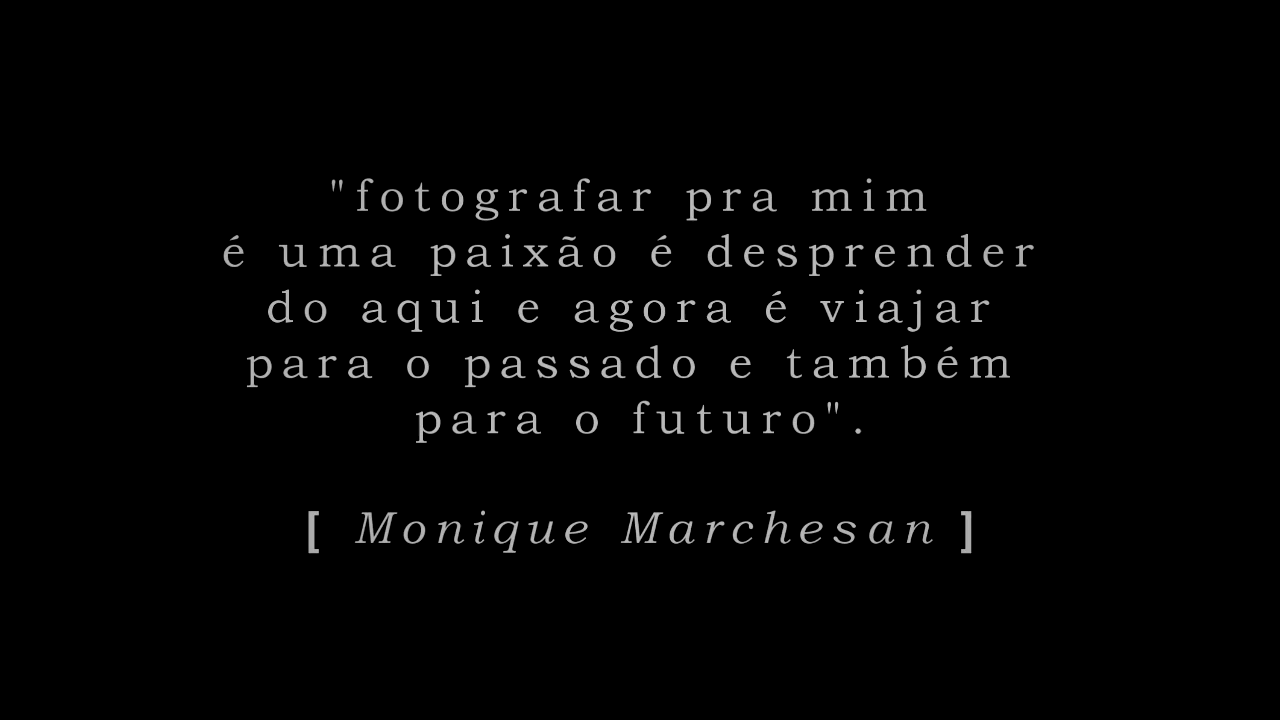 "fotografar pra mim
é uma paixão é desprender
do aqui e agora é viajar
para o passado e também
para o futuro".
[ Monique Marchesan ]